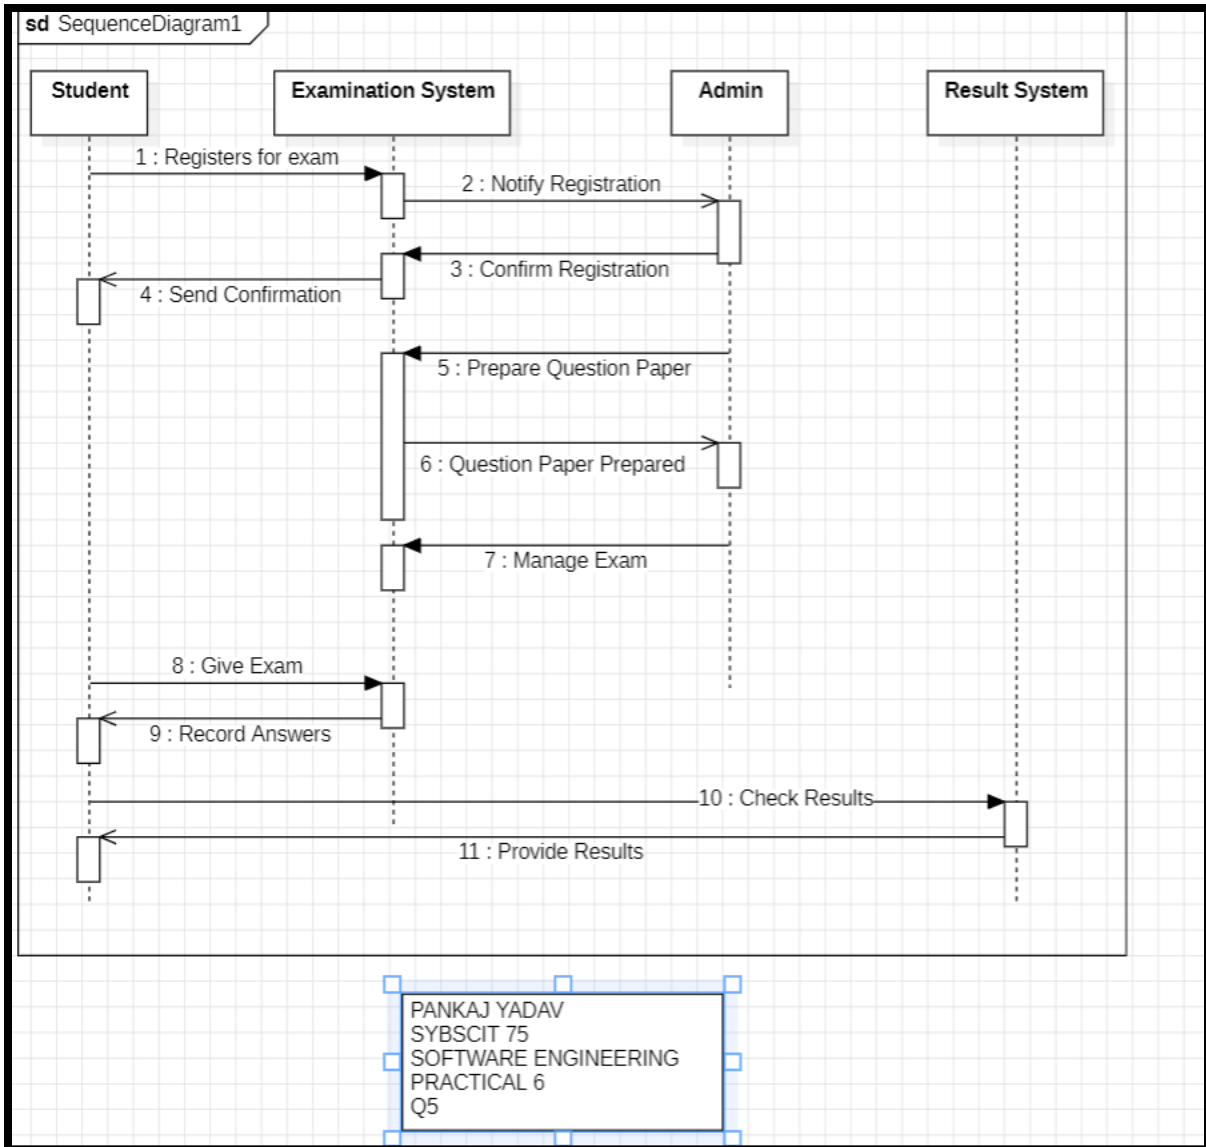 sd SequenceDiagram1
Student
Examination System
Admin
Result System
1 : Registers for exam
2 : Notify Registration
3 : Confirm Registration
4 : Send Confirmation
5 : Prepare Question Paper
6 : Question Paper Prepared
7 : Manage Exam
8 : Give Exam
9 : Record Answers
10 : Check Results
11 : Provide Results
PANKAJ YADAV
SYBSCIT 75
SOFTWARE ENGINEERING
PRACTICAL 6
Q5